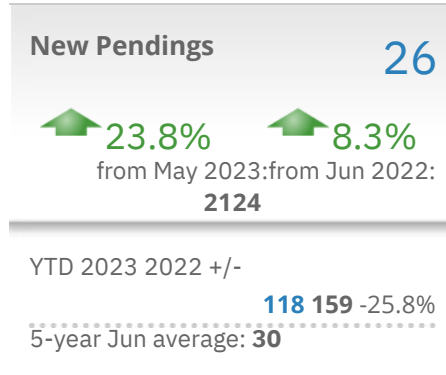 New Pendings
26
23.8% 8.3%
from May 2023:from Jun 2022:
2124
YTD 2023 2022 +/-
118 159 -25.8%
5-year Jun average: 30